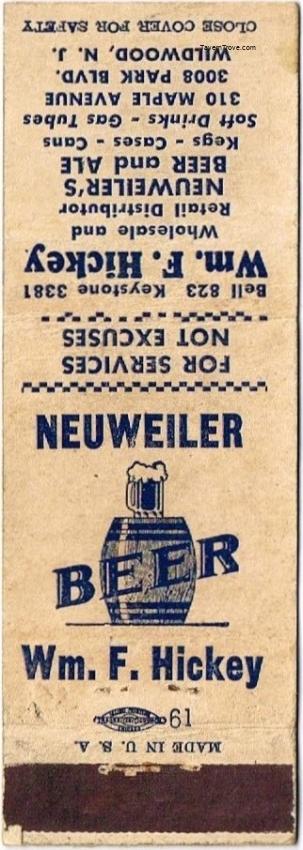 NEUWEILER
BEER
Wm. F. Hickey
MADE IN U. S. A
FOR SERVICES
NOT EXCUSES
Bell 823 Keystone 3381
Wm. F. Hickey
Wholesale and
Retail Distributor
NEUWEILER'S
BEER and ALE
Kegs - Cases - Cans
Soft Drinks - Gas Tubes
310 MAPLE AVENUE
3008 PARK BLVD.
WILDWOOD, N. J.
CLOSE COVER FOR SAFETY
TavernTrove.com